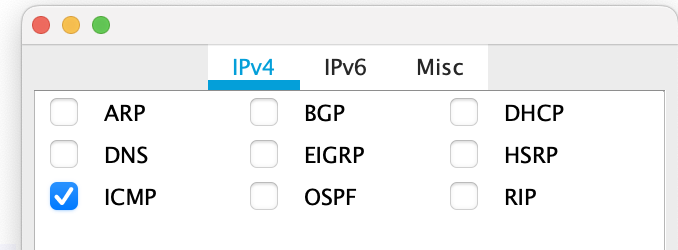 IPv4 IPv6 Misc
ARP BGP DHCP
DNS EIGRP HSRP
ICMP OSPF RIP